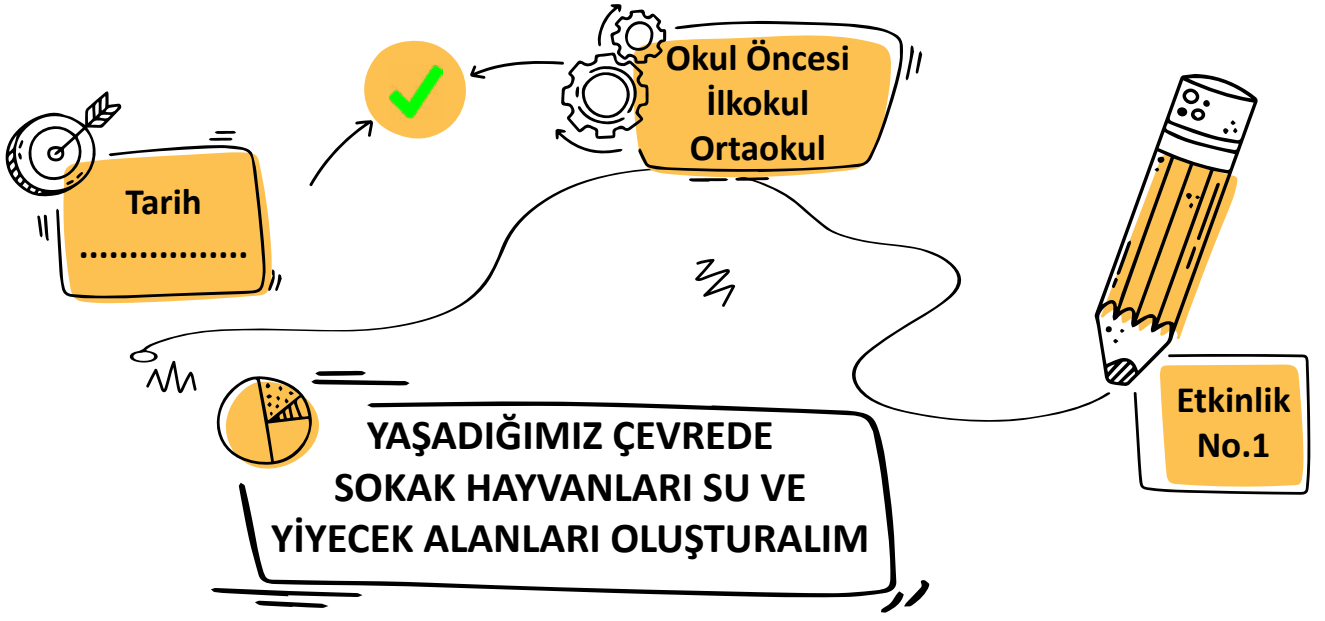 Okul Öncesi
İlkokul
Ortaokul
Tarih
.................
YAŞADIĞIMIZ ÇEVREDE
SOKAK HAYVANLARI SU VE
YİYECEK ALANLARI OLUŞTURALIM
Etkinlik
No.1